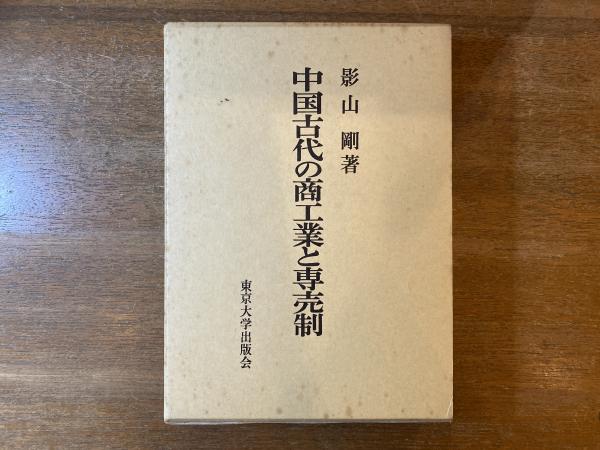 影山剛著
中国古代の商工業と専売制
東京大学出版会